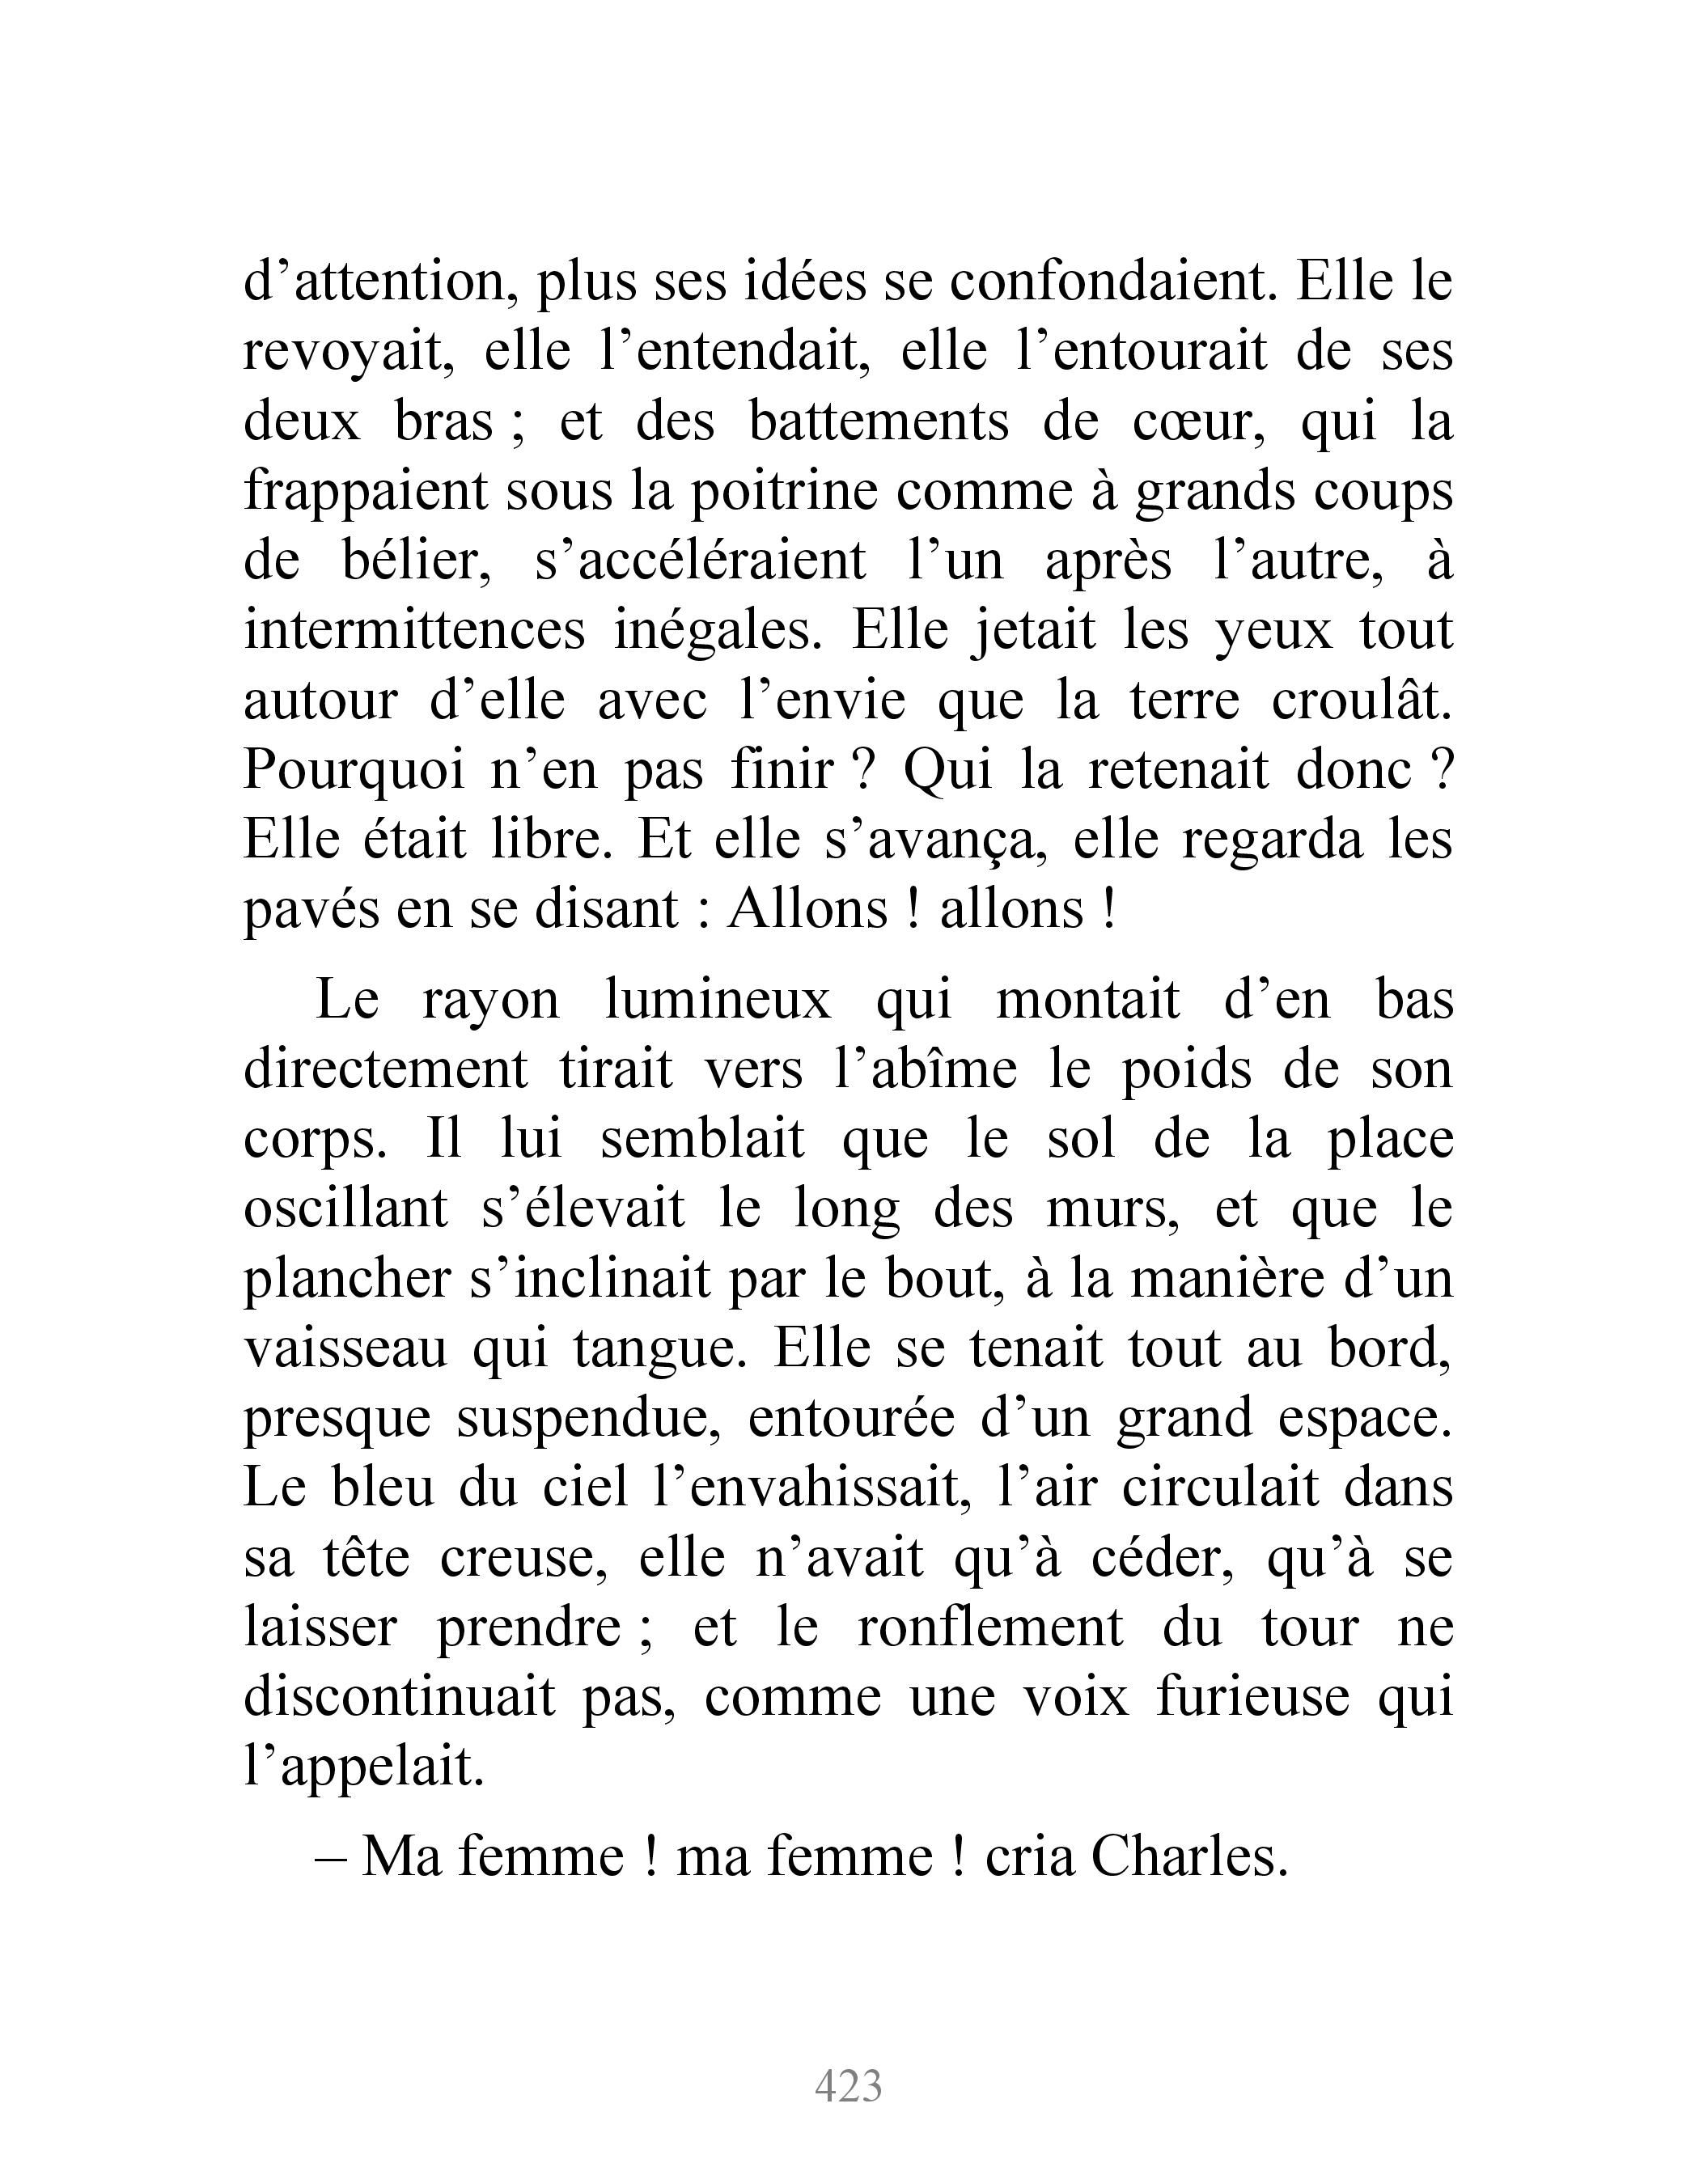 d’attention, plus ses idées se confondaient. Elle le
revoyait, elle l’entendait, elle l’entourait de ses
deux bras ; et des battements de cœur, qui la
frappaient sous la poitrine comme à grands coups
de bélier, s’accéléraient l’un après l’autre, à
intermittences inégales. Elle jetait les yeux tout
autour d’elle avec l’envie que la terre croulât.
Pourquoi n’en pas finir ? Qui la retenait donc ?
Elle était libre. Et elle s’avança, elle regarda les
pavés en se disant : Allons ! allons !
Le rayon lumineux qui montait d’en bas
directement tirait vers l’abîme le poids de son
corps. Il lui semblait que le sol de la place
oscillant s’élevait le long des murs, et que le
plancher s’inclinait par le bout, à la manière d’un
vaisseau qui tangue. Elle se tenait tout au bord,
presque suspendue, entourée d’un grand espace.
Le bleu du ciel l’envahissait, l’air circulait dans
sa tête creuse, elle n’avait qu’à céder, qu’à se
laisser prendre ; et le ronflement du tour ne
discontinuait pas, comme une voix furieuse qui
l’appelait.
– Ma femme ! ma femme ! cria Charles.
423